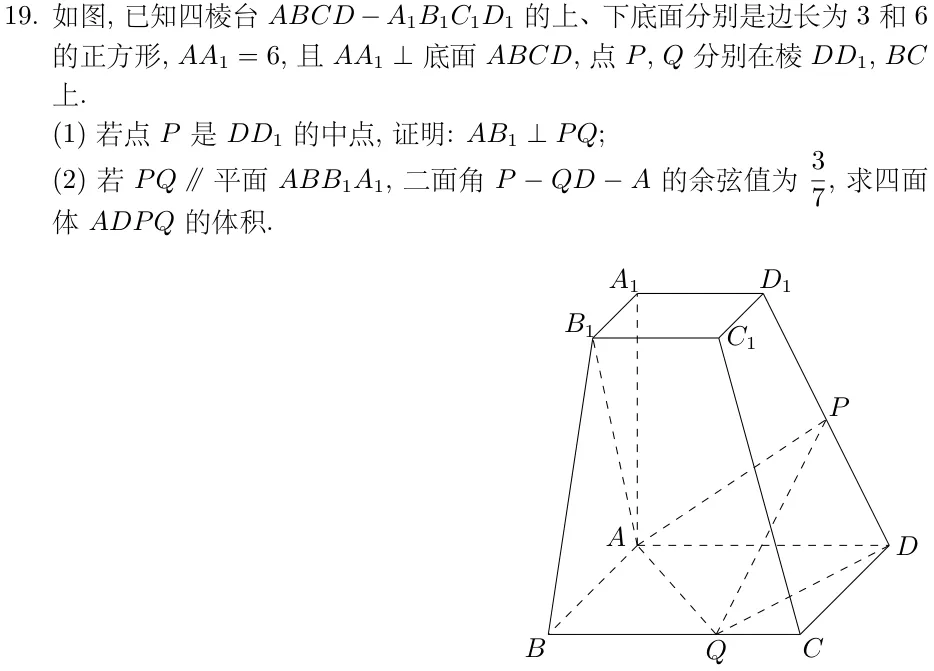 19. 如图, 已知四棱台 ABCD − A₁B₁C₁D₁ 的上、下底面分别是边长为 3 和 6
的正方形, AA₁ = 6, 且 AA₁ ⊥ 底面 ABCD, 点 P, Q 分别在棱 DD₁, BC
上.
(1) 若点 P 是 DD₁ 的中点, 证明: AB₁ ⊥ PQ;
(2) 若 PQ ∥ 平面 ABB₁A₁, 二面角 P − QD − A 的余弦值为 3/7, 求四面
体 ADPQ 的体积.
A₁ D₁
B₁ C₁
P
A D
B Q C